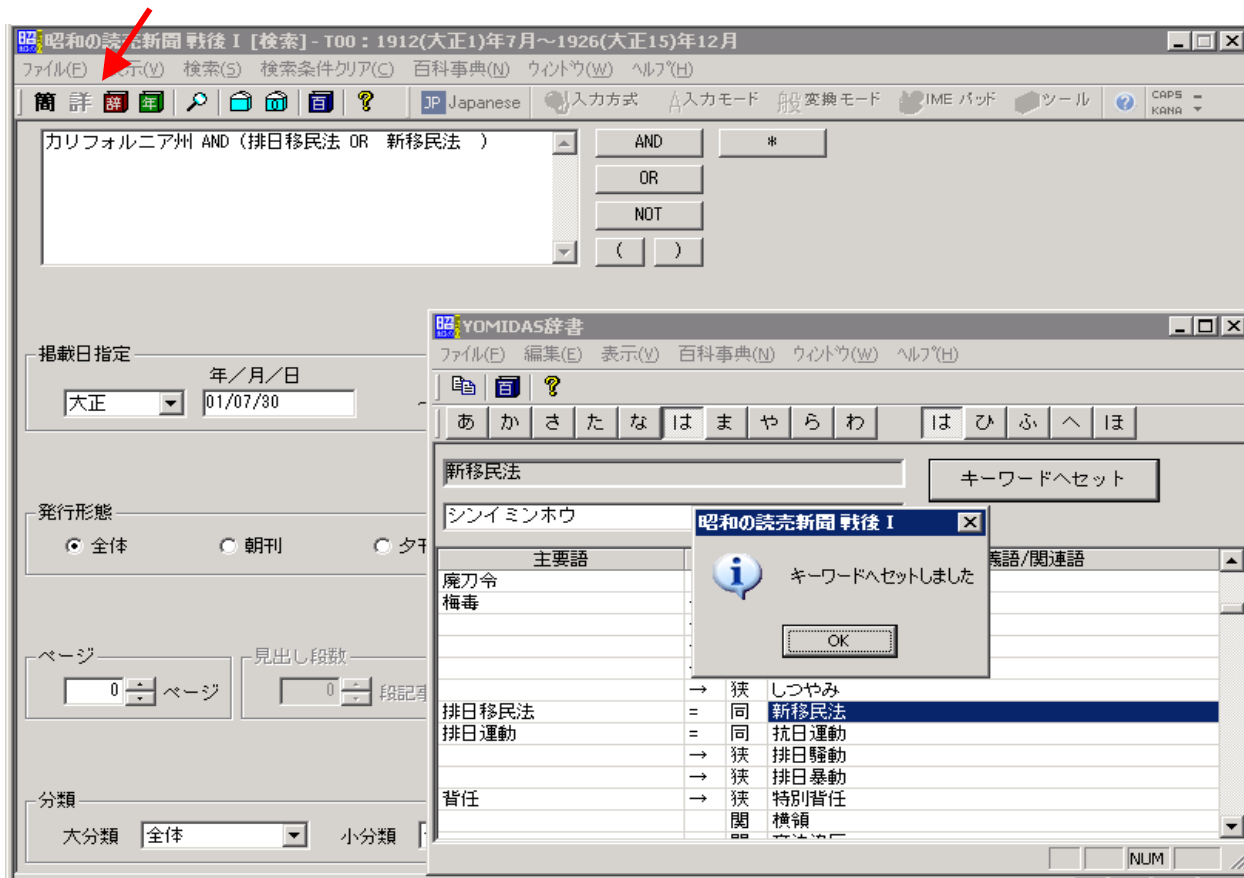 昭和の読売新聞 戦後 I [検索] - T00 : 1912(大正1)年7月～1926(大正15)年12月
ファイル(F) 表示(V) 検索(S) 検索条件クリア(C) 百科事典(N) ウィンドウ(W) ヘルプ(H)
簡 詳 辞 年 百 ? JP Japanese 入力方式 A 入力モード 般 変換モード IME パッド ツール ? CAPS KANA
カリフォルニア州 AND (排日移民法 OR 新移民法 )
AND *
OR
NOT
( )
YOMIDAS辞書
ファイル(F) 編集(E) 表示(V) 百科事典(N) ウィンドウ(W) ヘルプ(H)
百 ?
あ か さ た な は ま や ら わ は ひ ふ へ ほ
新移民法
キーワードへセット
シンイミンホウ
掲載日指定
年／月／日
大正 01/07/30 ～
発行形態
全体 朝刊 夕刊
ページ
0 ページ
見出し段数
0 段記事
分類
大分類 全体 小分類
昭和の読売新聞 戦後 I
キーワードへセットしました
OK
主要語 義語/関連語
廃刀令
梅毒
→ 狭 しつやみ
排日移民法 = 同 新移民法
排日運動 = 同 抗日運動
→ 狭 排日騒動
→ 狭 排日暴動
背任 → 狭 特別背任
関 横領
NUM